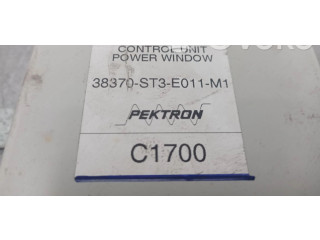 CONTROL UNIT
POWER WINDOW
38370-ST3-E011-M1
PEKTRON
C1700